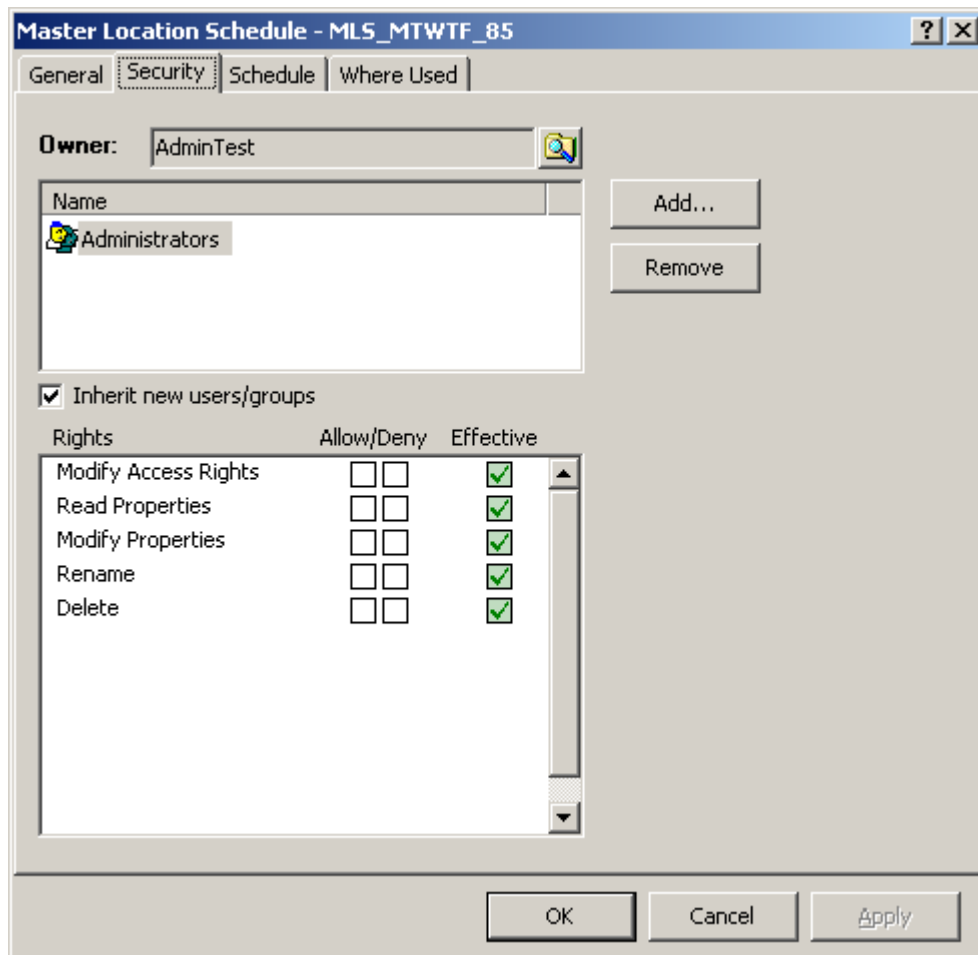 Master Location Schedule - MLS_MTWTF_85
General Security Schedule Where Used
Owner: AdminTest
Name
Add...
Administrators
Remove
Inherit new users/groups
Rights Allow/Deny Effective
Modify Access Rights
Read Properties
Modify Properties
Rename
Delete
OK Cancel Apply